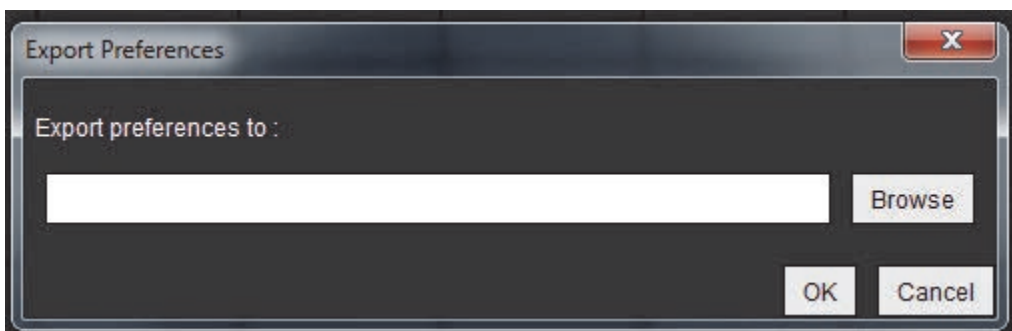 Export Preferences
X
Export preferences to :
Browse
OK Cancel